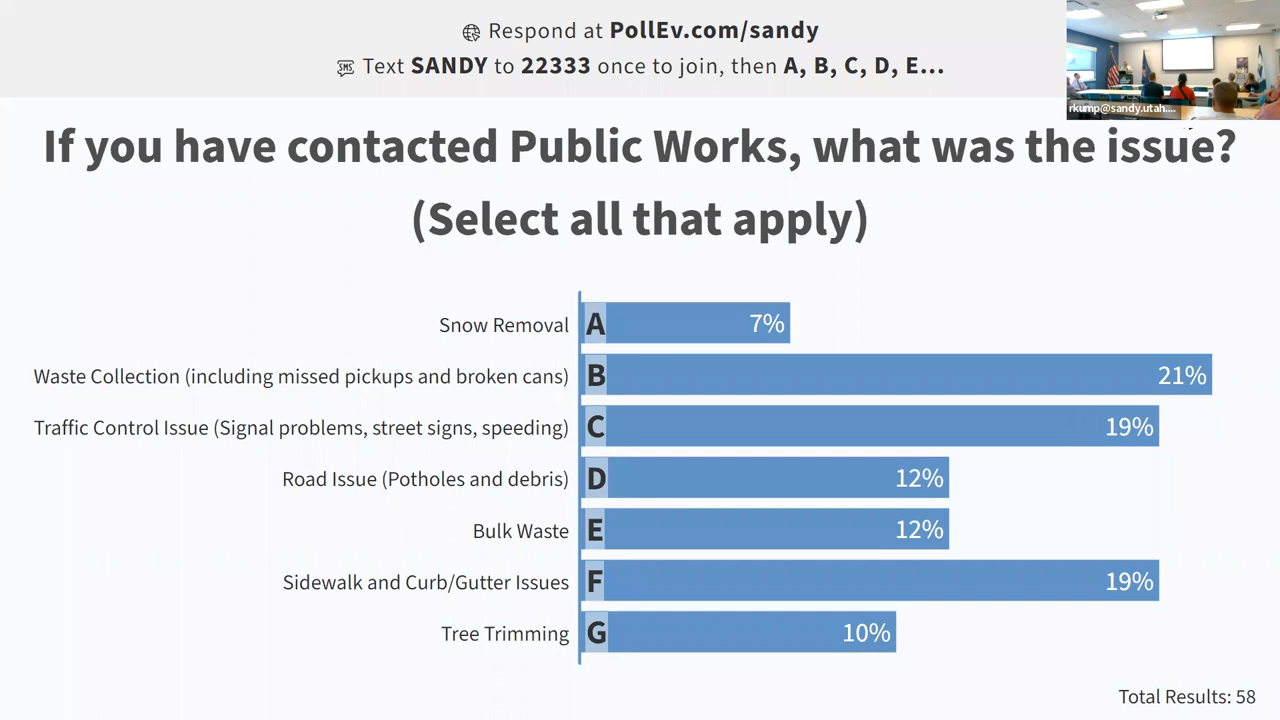 Respond at PollEv.com/sandy
Text SANDY to 22333 once to join, then A, B, C, D, E...
rkump@sandy.utah....
If you have contacted Public Works, what was the issue?
(Select all that apply)
Snow Removal A 7%
Waste Collection (including missed pickups and broken cans) B 21%
Traffic Control Issue (Signal problems, street signs, speeding) C 19%
Road Issue (Potholes and debris) D 12%
Bulk Waste E 12%
Sidewalk and Curb/Gutter Issues F 19%
Tree Trimming G 10%
Total Results: 58